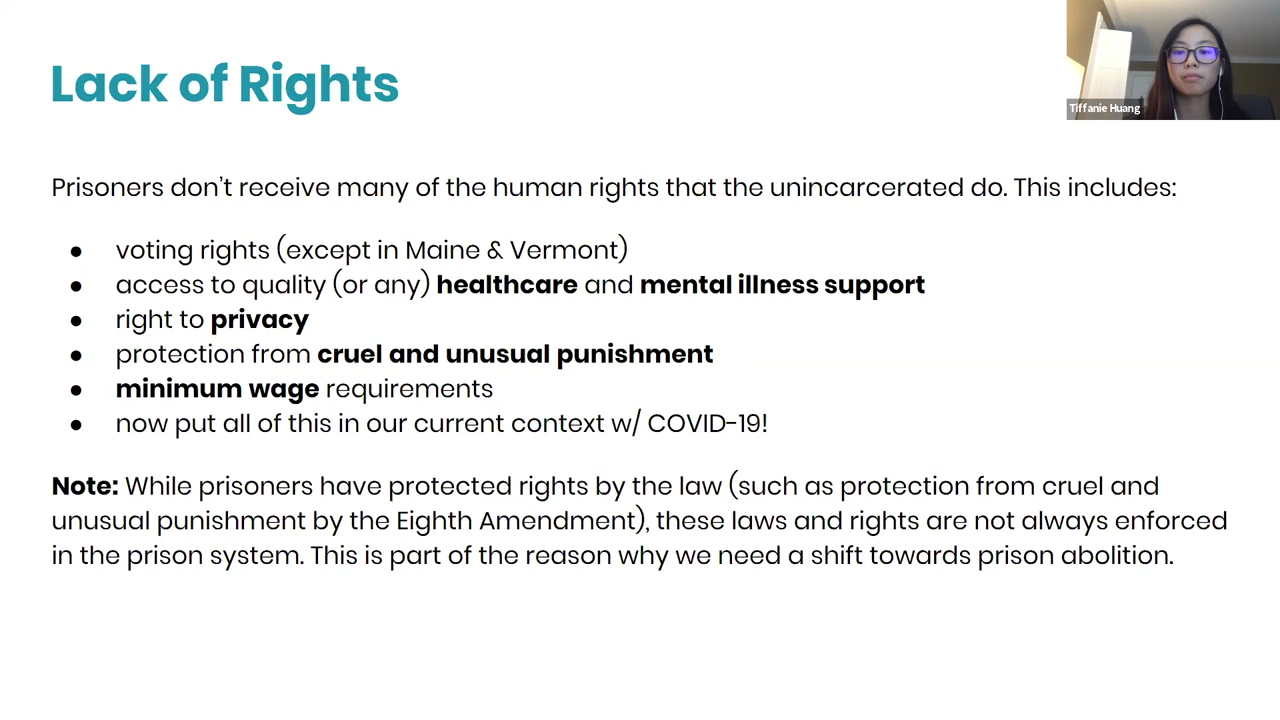 Lack of Rights
Tiffanie Huang
Prisoners don’t receive many of the human rights that the unincarcerated do. This includes:
● voting rights (except in Maine & Vermont)
● access to quality (or any) healthcare and mental illness support
● right to privacy
● protection from cruel and unusual punishment
● minimum wage requirements
● now put all of this in our current context w/ COVID-19!
Note: While prisoners have protected rights by the law (such as protection from cruel and
unusual punishment by the Eighth Amendment), these laws and rights are not always enforced
in the prison system. This is part of the reason why we need a shift towards prison abolition.